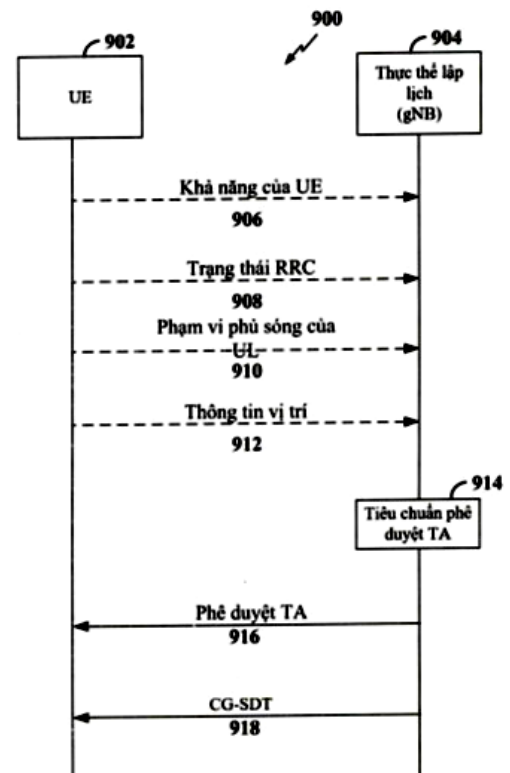 900
902
904
UE
Thực thể lập
lịch
(gNB)
Khả năng của UE
906
Trạng thái RRC
908
Phạm vi phủ sóng của
UL
910
Thông tin vị trí
912
914
Tiêu chuẩn phê
duyệt TA
Phê duyệt TA
916
CG-SDT
918